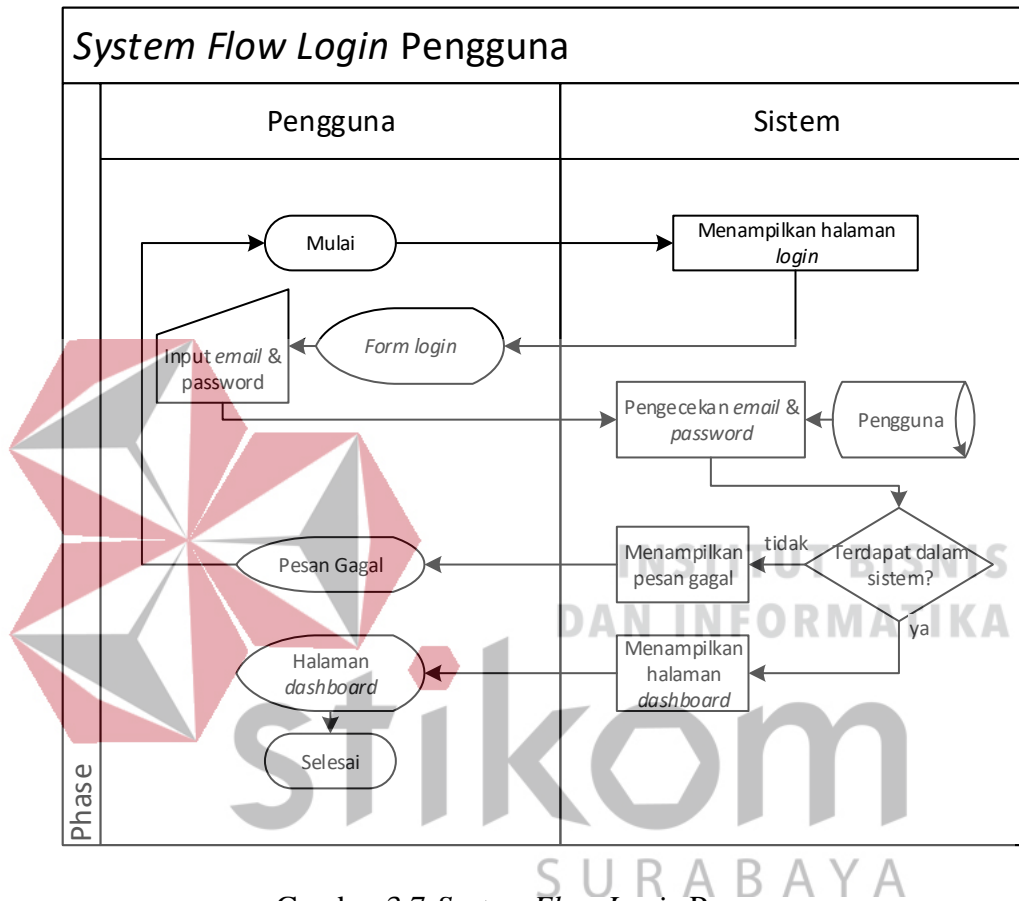 System Flow Login Pengguna
Pengguna
Sistem
Mulai
Menampilkan halaman
login
Form login
Input email &
password
Pengecekan email &
password
Pengguna
Terdapat dalam
sistem?
tidak
ya
Menampilkan
pesan gagal
Pesan Gagal
Menampilkan
halaman
dashboard
Halaman
dashboard
Selesai
Phase
INSTITUT BISNIS
DAN INFORMATIKA
stikom
SURABAYA